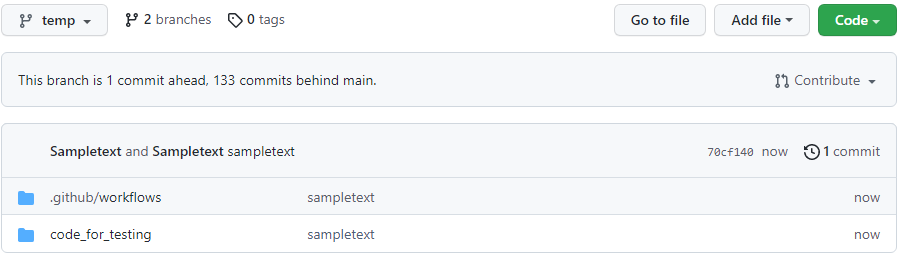 temp 2 branches 0 tags Go to file Add file Code
This branch is 1 commit ahead, 133 commits behind main. Contribute
Sampletext and Sampletext sampletext 70cf140 now 1 commit
.github/workflows sampletext now
code_for_testing sampletext now